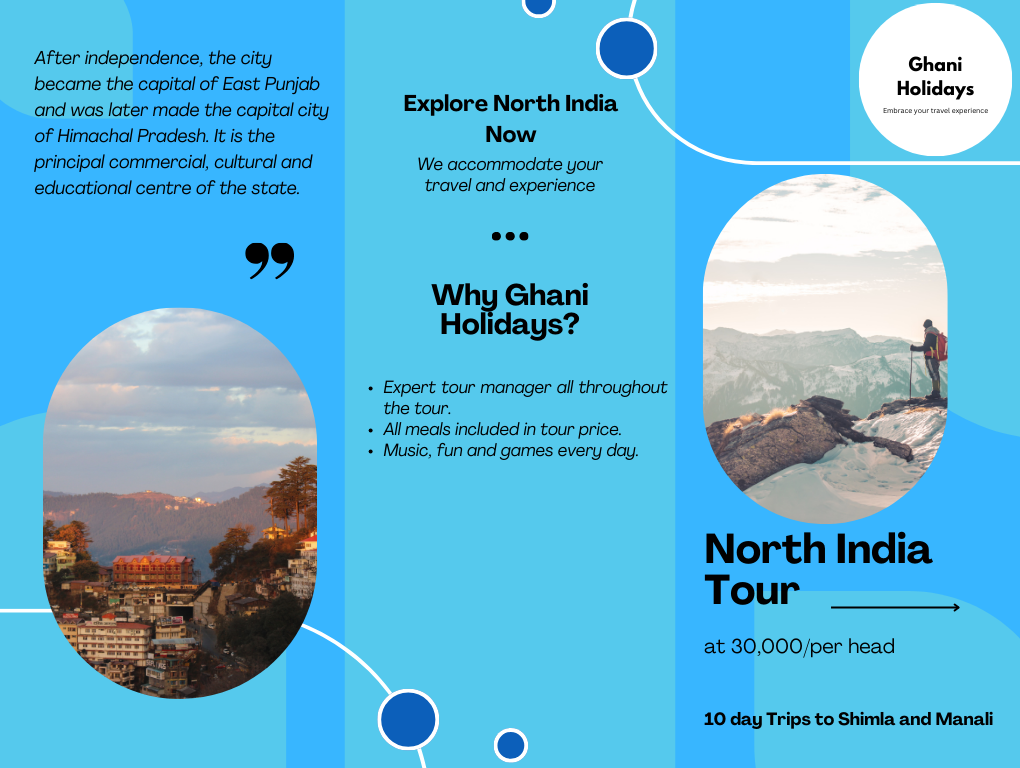 After independence, the city
became the capital of East Punjab
and was later made the capital city
of Himachal Pradesh. It is the
principal commercial, cultural and
educational centre of the state.
”
Explore North India
Now
We accommodate your
travel and experience
•••
Why Ghani
Holidays?
• Expert tour manager all throughout
the tour.
• All meals included in tour price.
• Music, fun and games every day.
Ghani
Holidays
Embrace your travel experience
North India
Tour
at 30,000/per head
10 day Trips to Shimla and Manali